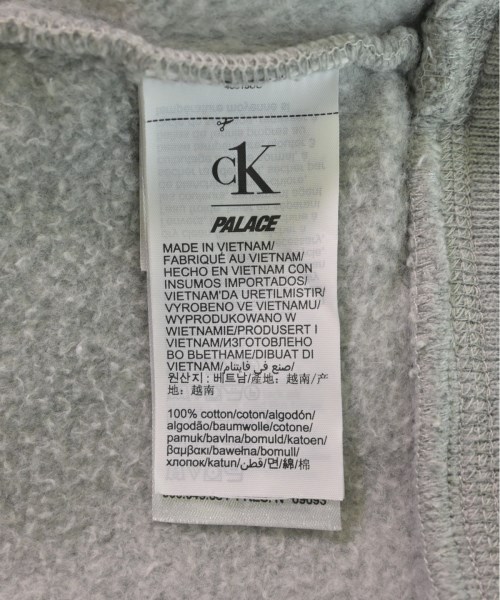 CK
PALACE
MADE IN VIETNAM/
FABRIQUÉ AU VIETNAM/
HECHO EN VIETNAM CON
INSUMOS IMPORTADOS/
VIETNAM'DA URETILMISTIR/
VYROBENO VE VIETNAMU/
WYPRODUKOWANO W
WIETNAMIE/PRODUSERT I
VIETNAM/ИЗГОТОВЛЕНО
ВО ВЬЕТНАМЕ/DIBUAT DI
VIETNAM/صنع في فايتنام/
원산지 : 베트남/產地：越南/产
地：越南
100% cotton/coton/algodón/
algodão/baumwolle/cotone/
pamuk/bavlna/bomuld/katoen/
βαμβακι/bawełna/bomull/
хлопок/katun/قطن/면/綿/棉